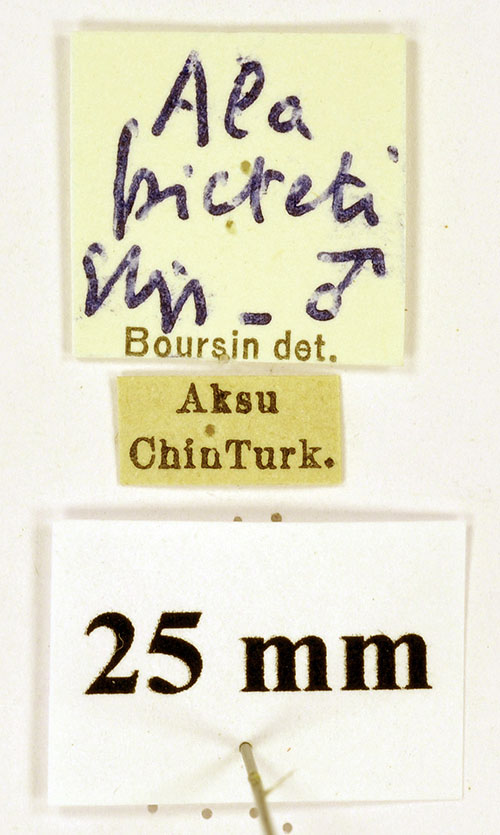 Ala
picteti
♂
Boursin det.
Aksu
ChinTurk.
25 mm